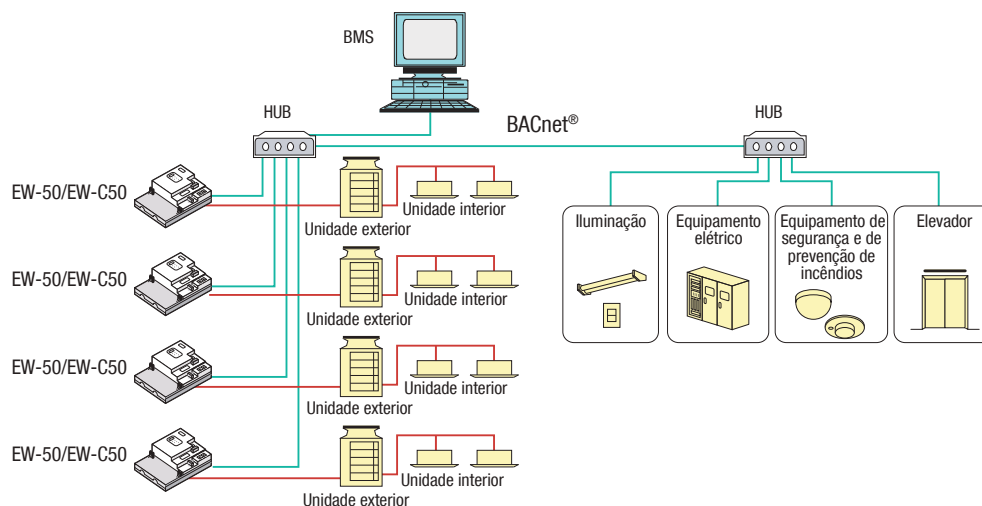 BMS
HUB
BACnet®
HUB
EW-50/EW-C50
Unidade interior
Unidade exterior
EW-50/EW-C50
Unidade interior
Unidade exterior
EW-50/EW-C50
Unidade interior
Unidade exterior
EW-50/EW-C50
Unidade interior
Unidade exterior
Iluminação
Equipamento
elétrico
Equipamento de
segurança e de
prevenção de
incêndios
Elevador